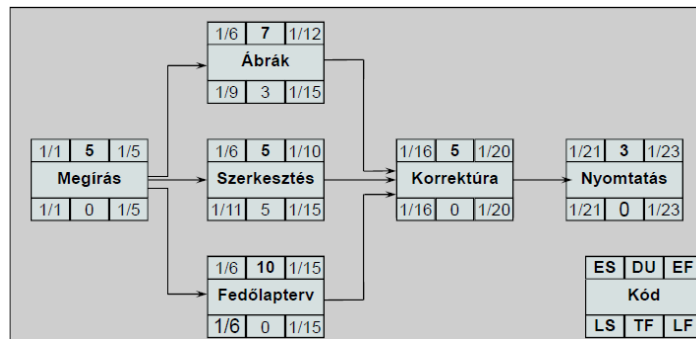 1/6 7 1/12
Ábrák
1/9 3 1/15
1/1 5 1/5
Megírás
1/1 0 1/5
1/6 5 1/10
Szerkesztés
1/11 5 1/15
1/16 5 1/20
Korrektúra
1/16 0 1/20
1/21 3 1/23
Nyomtatás
1/21 0 1/23
1/6 10 1/15
Fedőlapterv
1/6 0 1/15
ES DU EF
Kód
LS TF LF